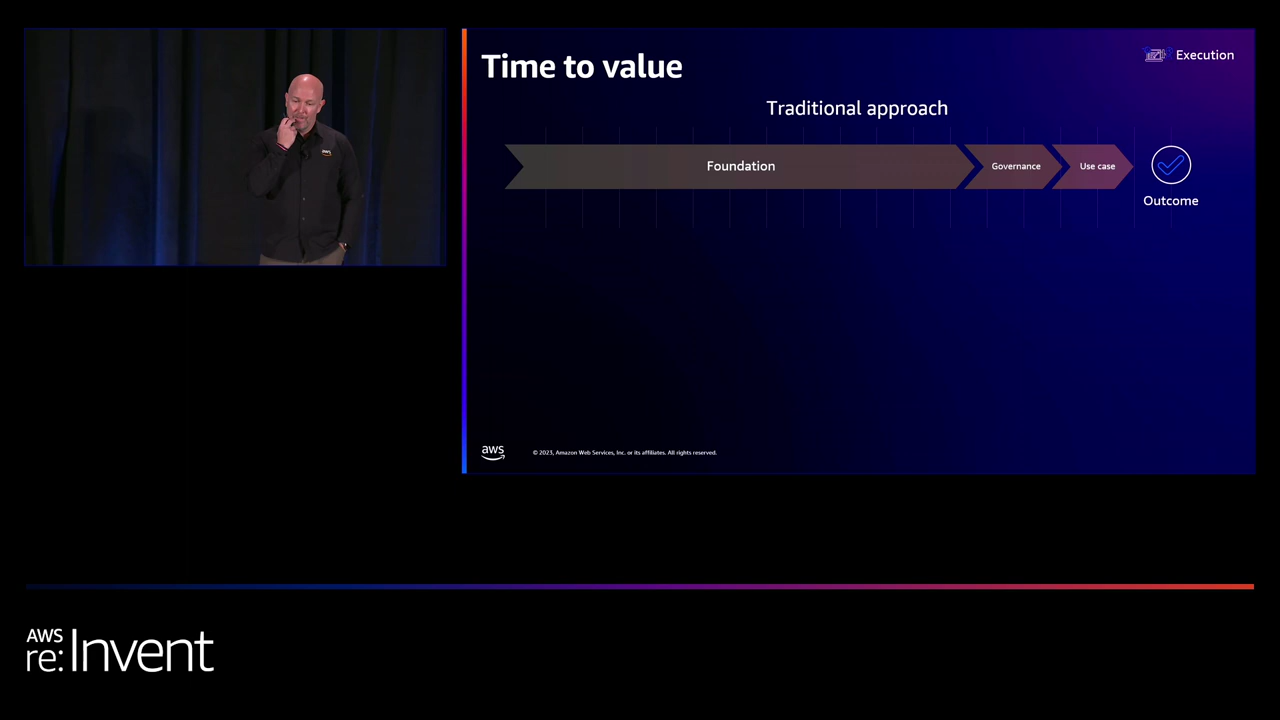 Time to value
Execution
Traditional approach
Foundation
Governance
Use case
Outcome
aws
aws
© 2023, Amazon Web Services, Inc. or its affiliates. All rights reserved.
AWS
re:Invent